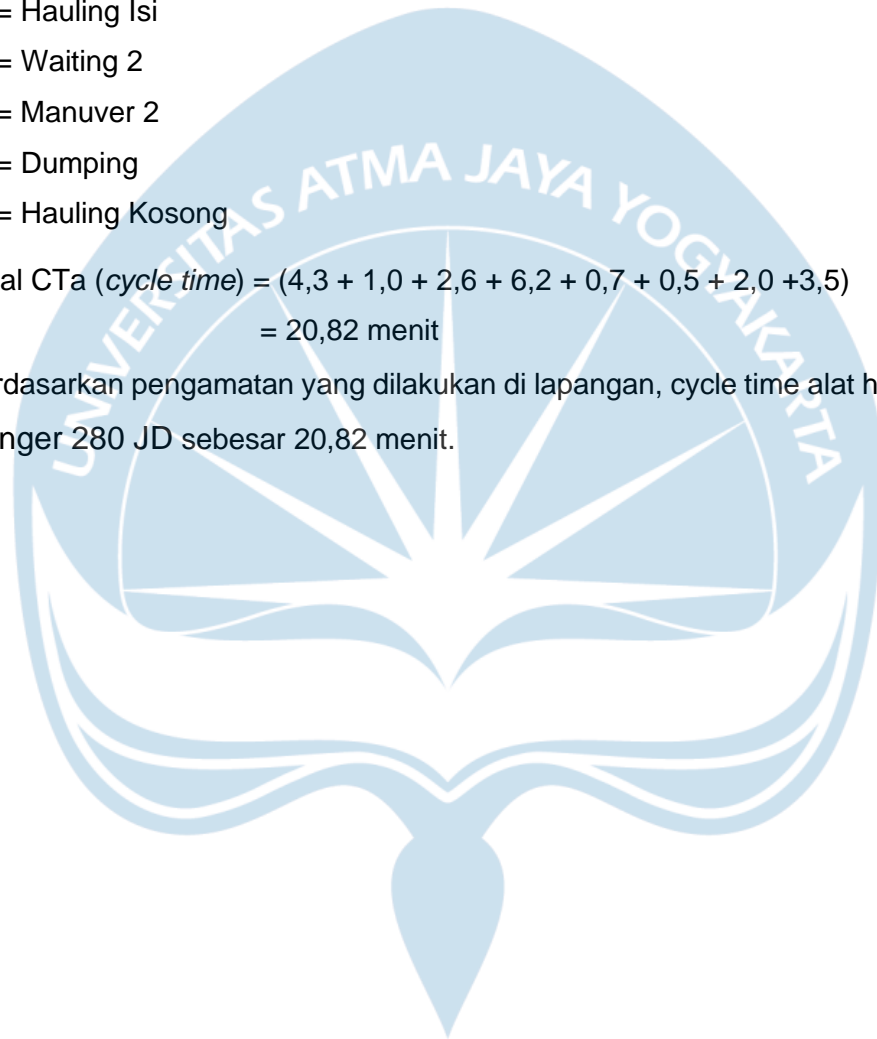 = Hauling Isi
= Waiting 2
= Manuver 2
= Dumping
= Hauling Kosong
UNIVERSITAS ATMA JAYA YOGYAKARTA
al CTa (cycle time) = (4,3 + 1,0 + 2,6 + 6,2 + 0,7 + 0,5 + 2,0 +3,5)
= 20,82 menit
rdasarkan pengamatan yang dilakukan di lapangan, cycle time alat h
nger 280 JD sebesar 20,82 menit.